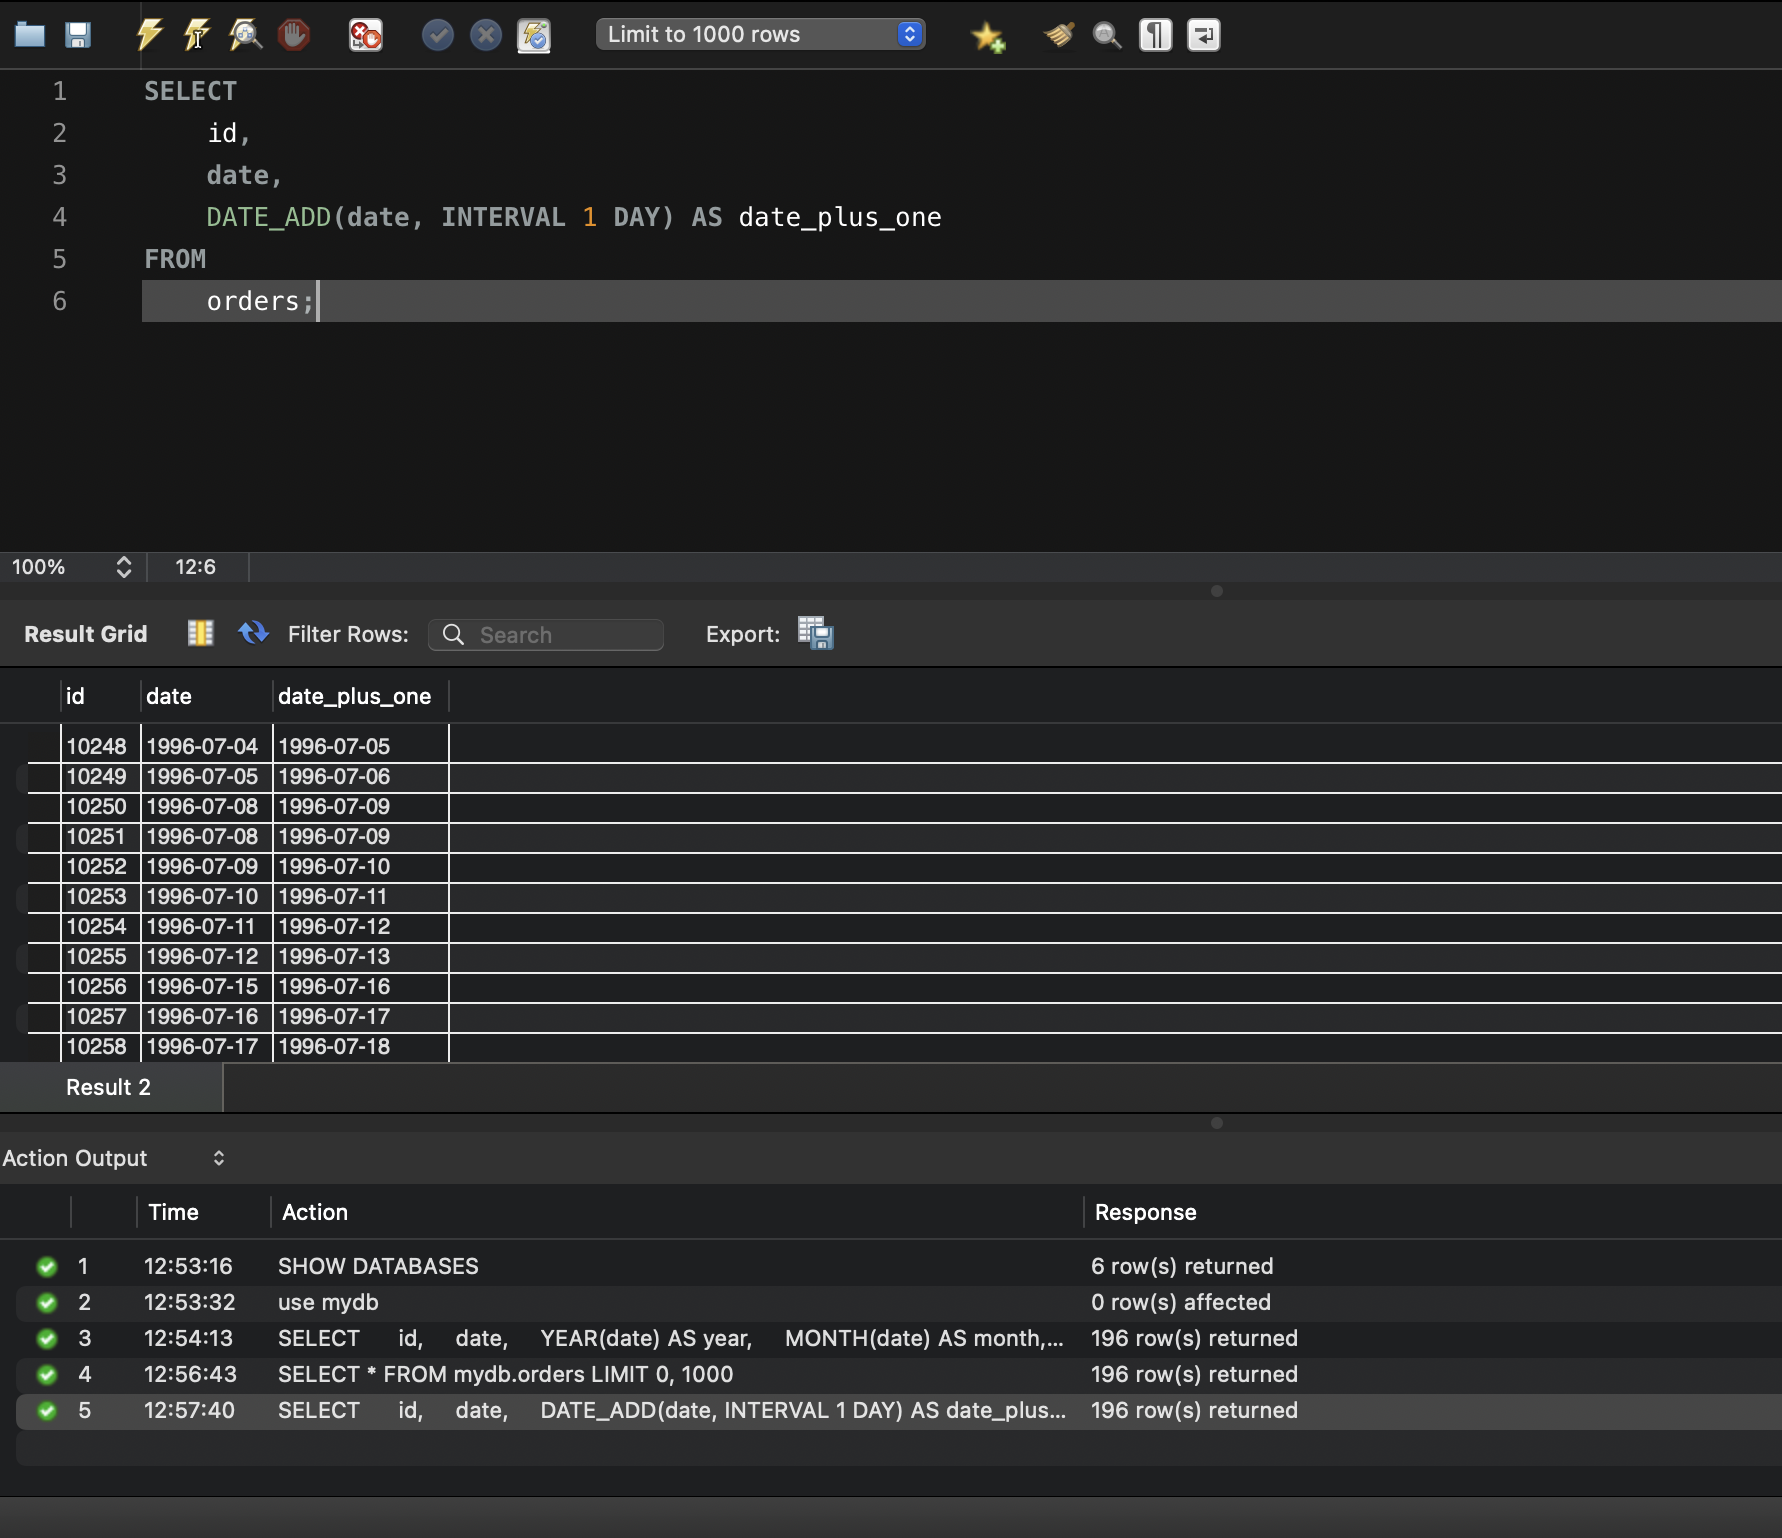 Limit to 1000 rows
1 SELECT
2 id,
3 date,
4 DATE_ADD(date, INTERVAL 1 DAY) AS date_plus_one
5 FROM
6 orders;
100% 12:6
Result Grid Filter Rows: Search Export:
id date date_plus_one
10248 1996-07-04 1996-07-05
10249 1996-07-05 1996-07-06
10250 1996-07-08 1996-07-09
10251 1996-07-08 1996-07-09
10252 1996-07-09 1996-07-10
10253 1996-07-10 1996-07-11
10254 1996-07-11 1996-07-12
10255 1996-07-12 1996-07-13
10256 1996-07-15 1996-07-16
10257 1996-07-16 1996-07-17
10258 1996-07-17 1996-07-18
Result 2
Action Output
Time Action Response
1 12:53:16 SHOW DATABASES 6 row(s) returned
2 12:53:32 use mydb 0 row(s) affected
3 12:54:13 SELECT id, date, YEAR(date) AS year, MONTH(date) AS month,... 196 row(s) returned
4 12:56:43 SELECT * FROM mydb.orders LIMIT 0, 1000 196 row(s) returned
5 12:57:40 SELECT id, date, DATE_ADD(date, INTERVAL 1 DAY) AS date_plus... 196 row(s) returned